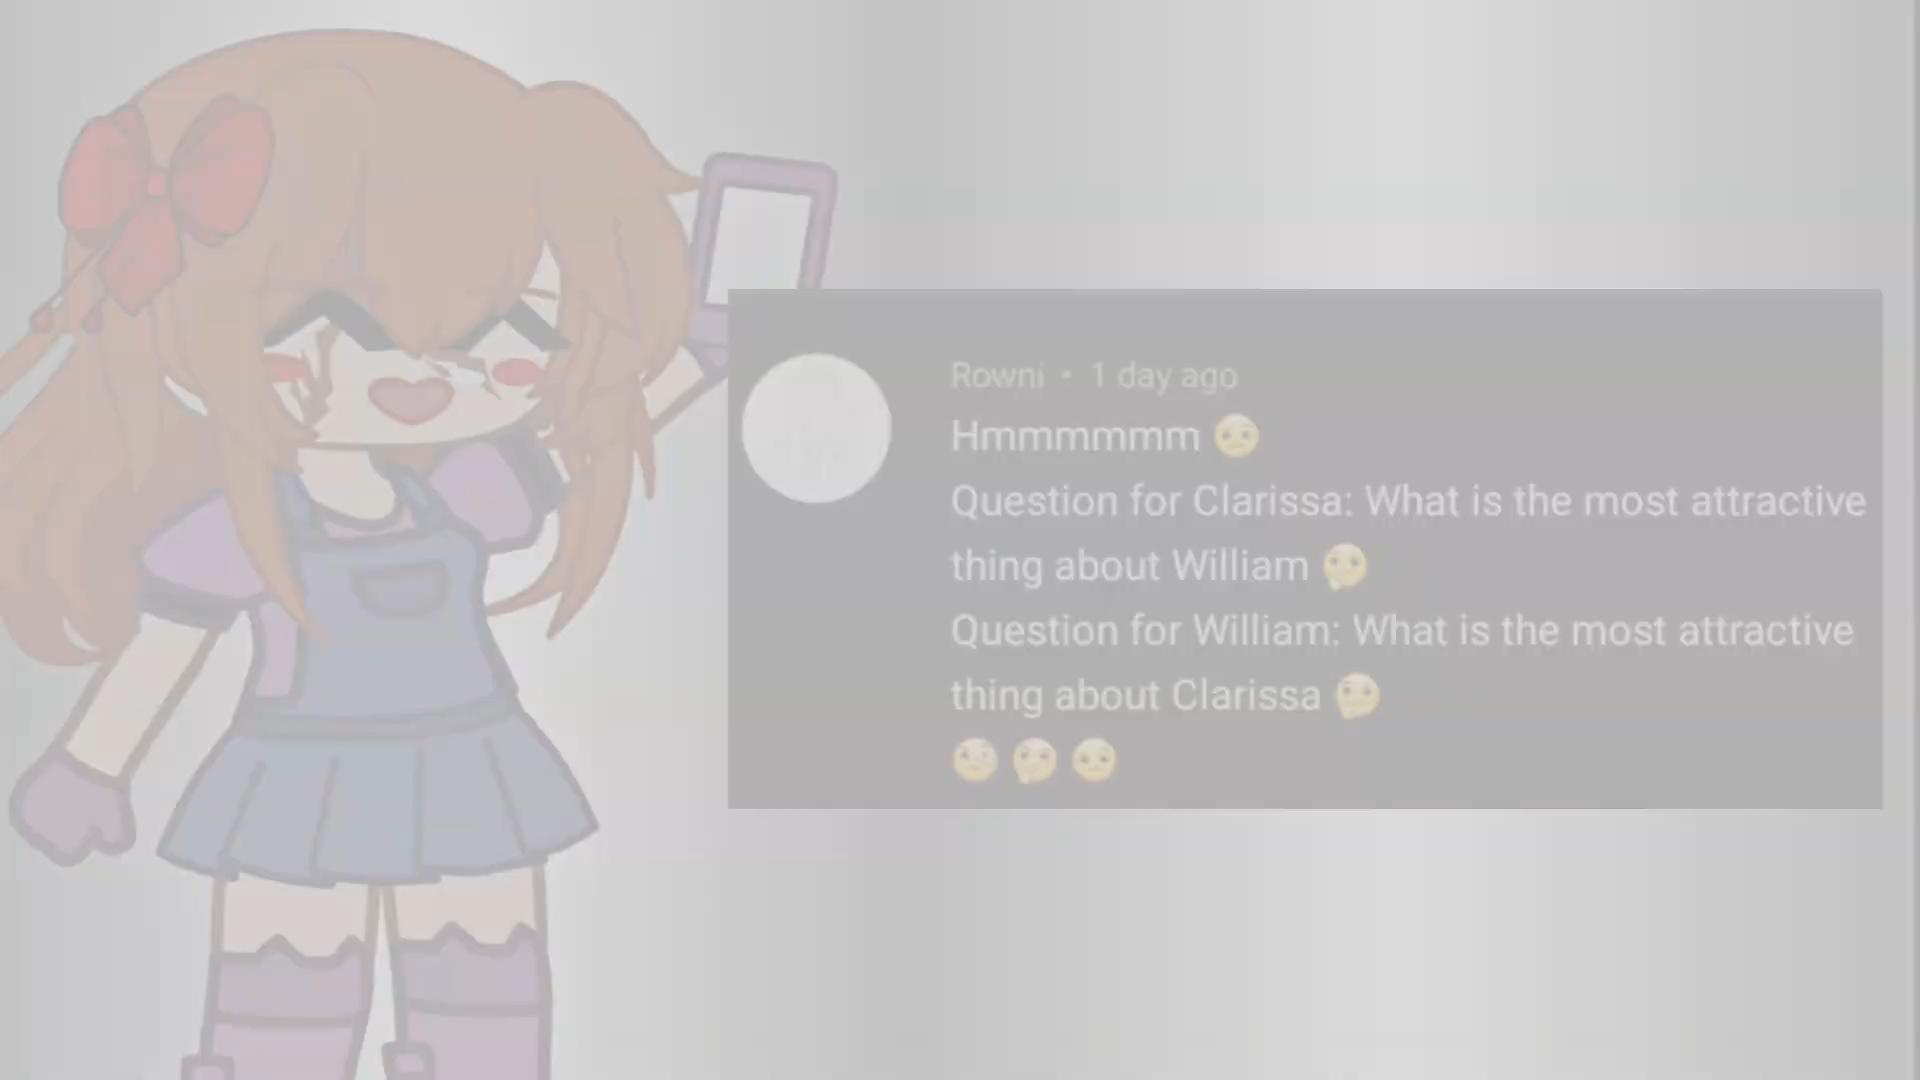 Rowni • 1 day ago
Hmmmmmm 🤨
Question for Clarissa: What is the most attractive
thing about William 🤔
Question for William: What is the most attractive
thing about Clarissa 🤔
🤨 🤔 🤨